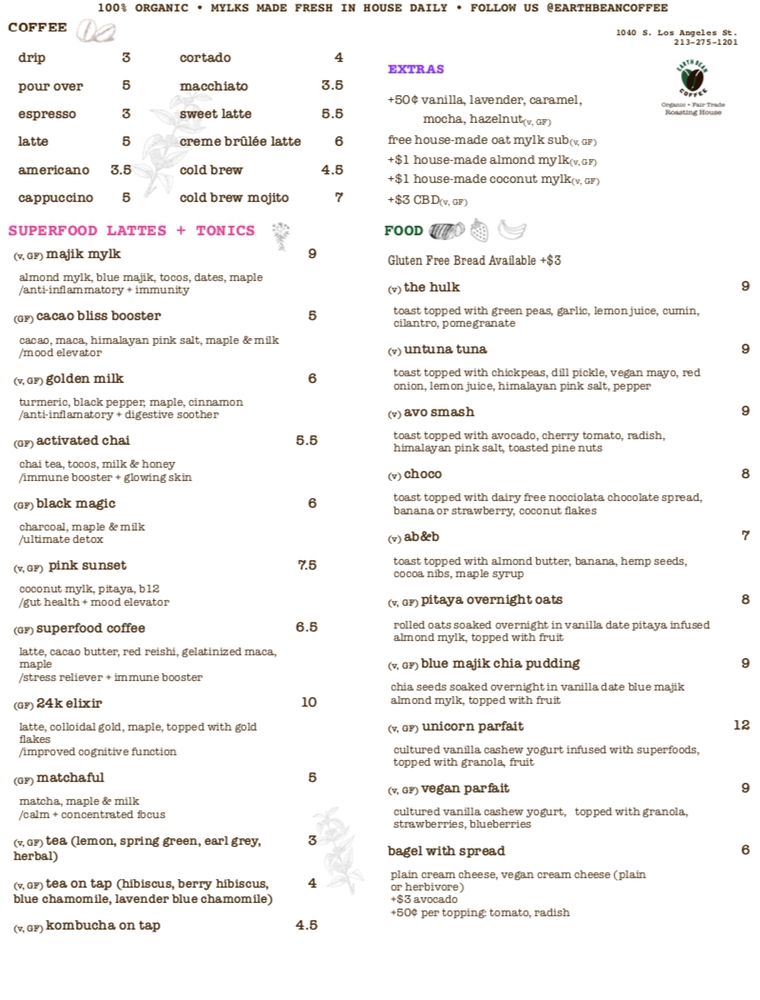 100% ORGANIC • MYLKS MADE FRESH IN HOUSE DAILY • FOLLOW US @EARTHBEANCOFFEE
COFFEE
drip 3
pour over 5
espresso 3
latte 5
americano 3.5
cappuccino 5
cortado 4
macchiato 3.5
sweet latte 5.5
creme brûlée latte 6
cold brew 4.5
cold brew mojito 7
1040 S. Los Angeles St.
213-275-1201
EARTH BEAN
COFFEE
Organic + Fair Trade
Roasting House
EXTRAS
+50¢ vanilla, lavender, caramel,
mocha, hazelnut(v, GF)
free house-made oat mylk sub(v, GF)
+$1 house-made almond mylk(v, GF)
+$1 house-made coconut mylk(v, GF)
+$3 CBD(v, GF)
SUPERFOOD LATTES + TONICS
(v, GF) majik mylk 9
almond mylk, blue majik, tocos, dates, maple
/anti-inflammatory + immunity
(GF) cacao bliss booster 5
cacao, maca, himalayan pink salt, maple & milk
/mood elevator
(v, GF) golden milk 6
turmeric, black pepper, maple, cinnamon
/anti-inflamatory + digestive soother
(GF) activated chai 5.5
chai tea, tocos, milk & honey
/immune booster + glowing skin
(GF) black magic 6
charcoal, maple & milk
/ultimate detox
(v, GF) pink sunset 7.5
coconut mylk, pitaya, b12
/gut health + mood elevator
(GF) superfood coffee 6.5
latte, cacao butter, red reishi, gelatinized maca,
maple
/stress reliever + immune booster
(GF) 24k elixir 10
latte, colloidal gold, maple, topped with gold
flakes
/improved cognitive function
(GF) matchaful 5
matcha, maple & milk
/calm + concentrated focus
(v, GF) tea (lemon, spring green, earl grey, 3
herbal)
(v, GF) tea on tap (hibiscus, berry hibiscus, 4
blue chamomile, lavender blue chamomile)
(v, GF) kombucha on tap 4.5
FOOD
Gluten Free Bread Available +$3
(v) the hulk 9
toast topped with green peas, garlic, lemon juice, cumin,
cilantro, pomegranate
(v) untuna tuna 9
toast topped with chickpeas, dill pickle, vegan mayo, red
onion, lemon juice, himalayan pink salt, pepper
(v) avo smash 9
toast topped with avocado, cherry tomato, radish,
himalayan pink salt, toasted pine nuts
(v) choco 8
toast topped with dairy free nocciolata chocolate spread,
banana or strawberry, coconut flakes
(v) ab&b 7
toast topped with almond butter, banana, hemp seeds,
cocoa nibs, maple syrup
(v, GF) pitaya overnight oats 8
rolled oats soaked overnight in vanilla date pitaya infused
almond mylk, topped with fruit
(v, GF) blue majik chia pudding 9
chia seeds soaked overnight in vanilla date blue majik
almond mylk, topped with fruit
(v, GF) unicorn parfait 12
cultured vanilla cashew yogurt infused with superfoods,
topped with granola, fruit
(v, GF) vegan parfait 9
cultured vanilla cashew yogurt, topped with granola,
strawberries, blueberries
bagel with spread 6
plain cream cheese, vegan cream cheese (plain
or herbivore)
+$3 avocado
+50¢ per topping: tomato, radish